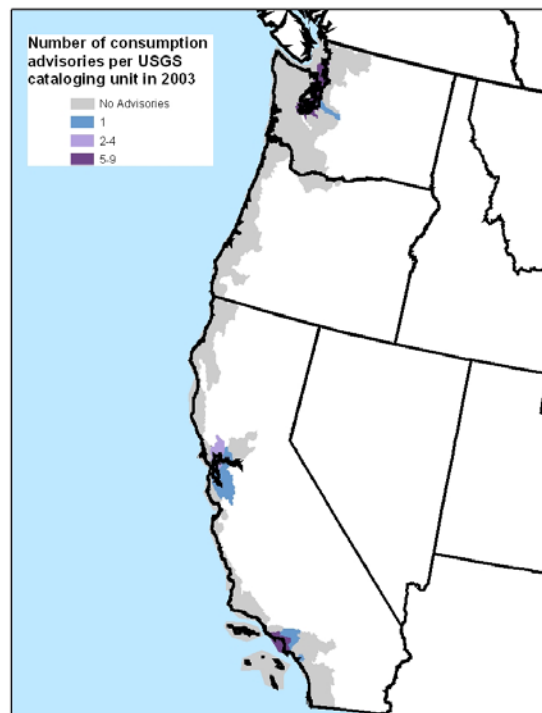 Number of consumption
advisories per USGS
cataloging unit in 2003
No Advisories
1
2-4
5-9